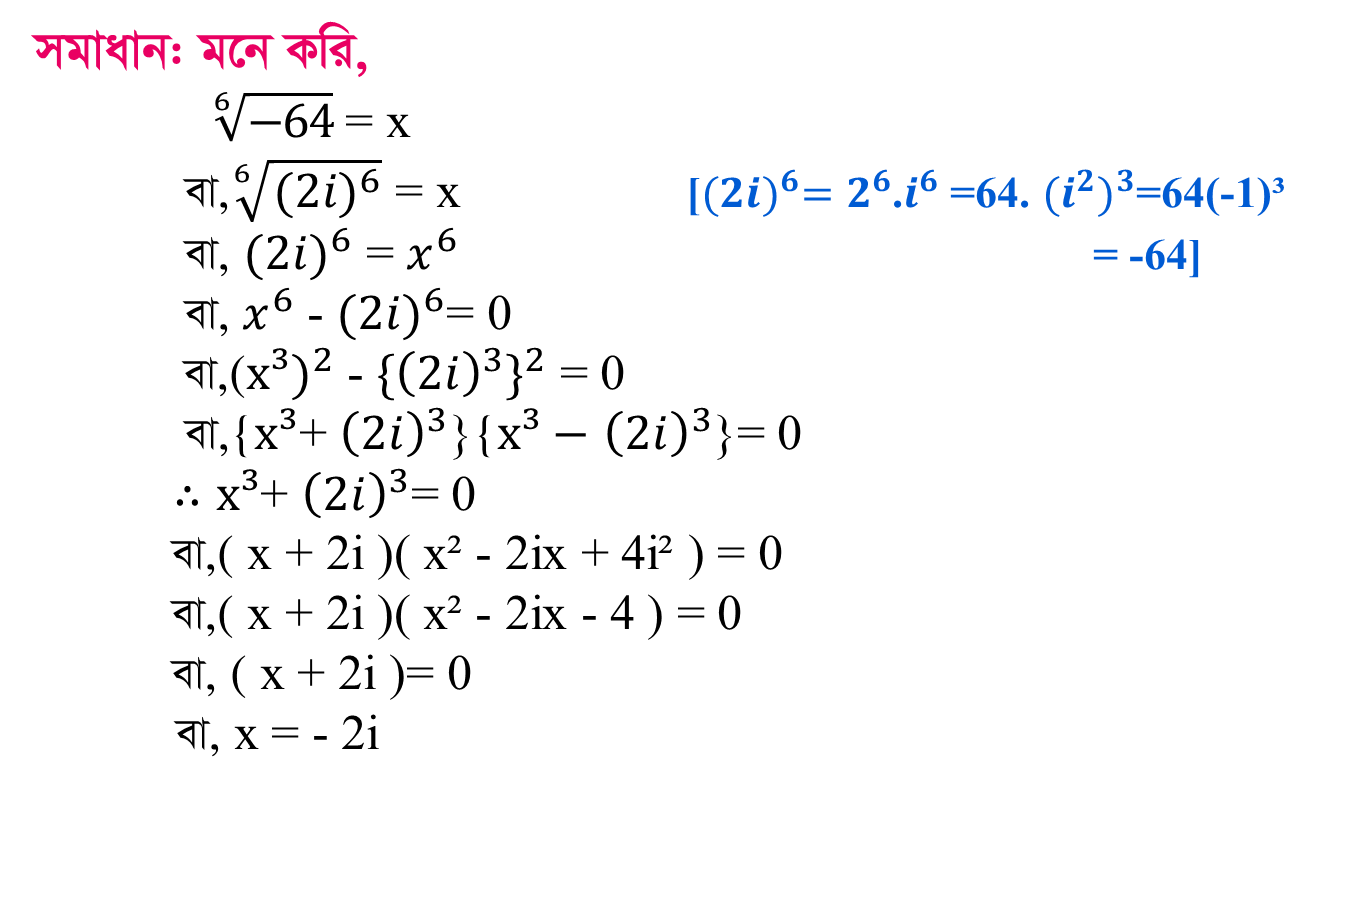 সমাধানঃ মনে করি,
⁶√−64 = x
বা, ⁶√(2i)⁶ = x [(2i)⁶= 2⁶.i⁶ =64. (i²)³=64(-1)³
বা, (2i)⁶ = x⁶ = -64]
বা, x⁶ - (2i)⁶= 0
বা,(x³)² - {(2i)³}² = 0
বা,{x³+ (2i)³}{x³ − (2i)³}= 0
∴ x³+ (2i)³= 0
বা,( x + 2i )( x² - 2ix + 4i² ) = 0
বা,( x + 2i )( x² - 2ix - 4 ) = 0
বা, ( x + 2i )= 0
বা, x = - 2i